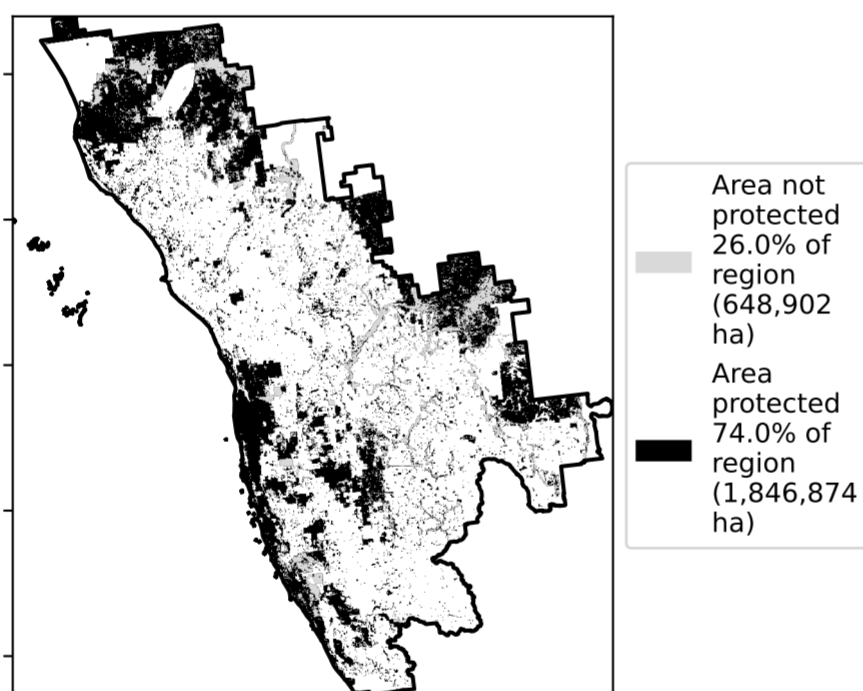 Area not
protected
26.0% of
region
(648,902
ha)
Area
protected
74.0% of
region
(1,846,874
ha)